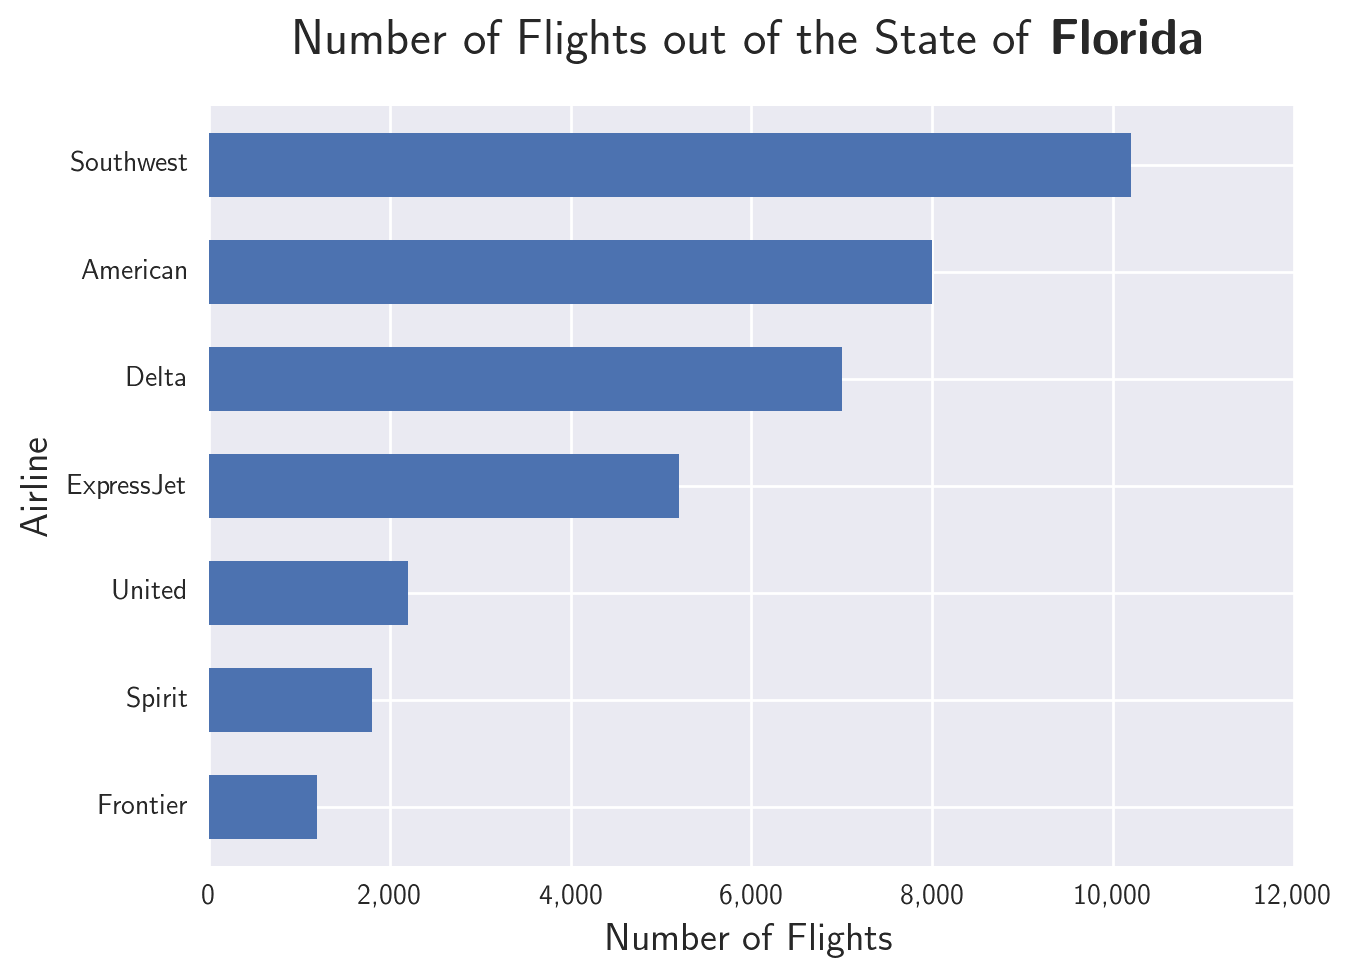 Number of Flights out of the State of Florida
Southwest
American
Delta
ExpressJet
United
Spirit
Frontier
Airline
0 2,000 4,000 6,000 8,000 10,000 12,000
Number of Flights